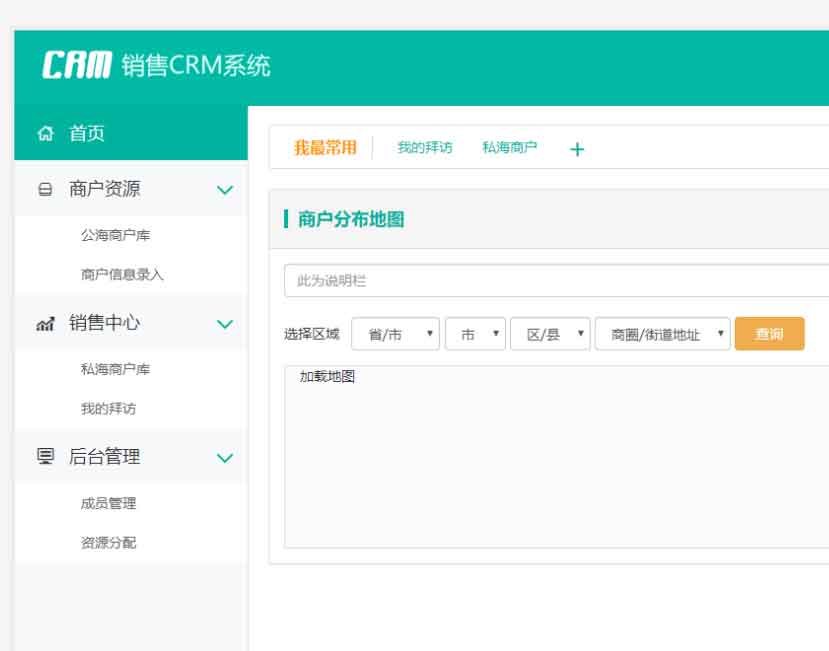 CRM 销售CRM系统
首页
商户资源
公海商户库
商户信息录入
销售中心
私海商户库
我的拜访
后台管理
成员管理
资源分配
我最常用 我的拜访 私海商户 +
商户分布地图
此为说明栏
选择区域 省/市 市 区/县 商圈/街道地址 查询
加载地图